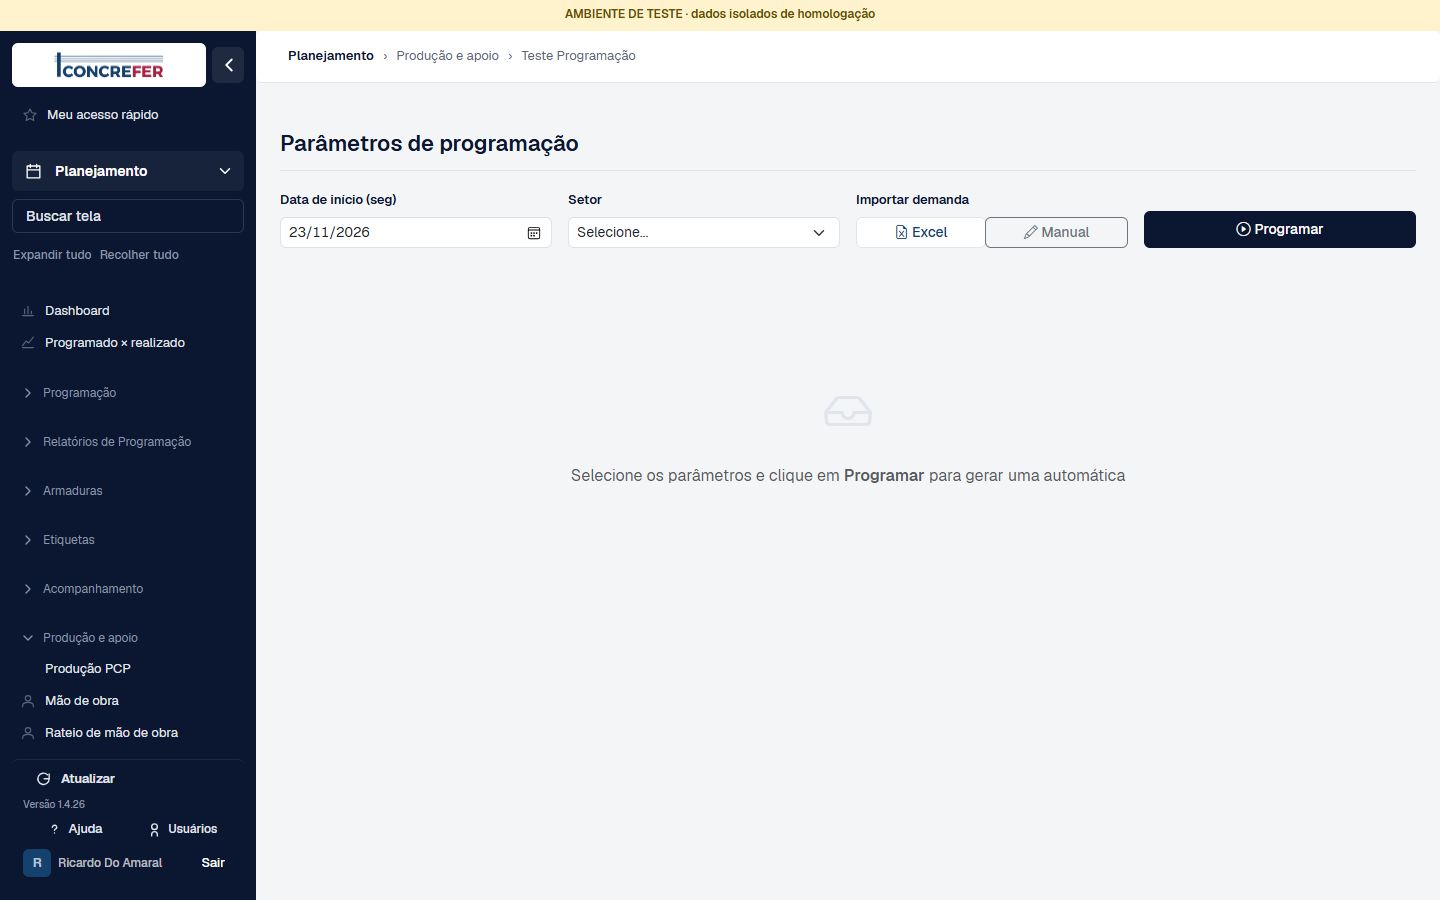 AMBIENTE DE TESTE · dados isolados de homologação
CONCREFER
Meu acesso rápido
Planejamento
Buscar tela
Expandir tudo Recolher tudo
Dashboard
Programado × realizado
Programação
Relatórios de Programação
Armaduras
Etiquetas
Acompanhamento
Produção e apoio
Produção PCP
Mão de obra
Rateio de mão de obra
Atualizar
Versão 1.4.26
? Ajuda Usuários
R Ricardo Do Amaral Sair
Planejamento › Produção e apoio › Teste Programação
Parâmetros de programação
Data de início (seg) Setor Importar demanda
23/11/2026 Selecione... Excel Manual Programar
Selecione os parâmetros e clique em Programar para gerar uma automática